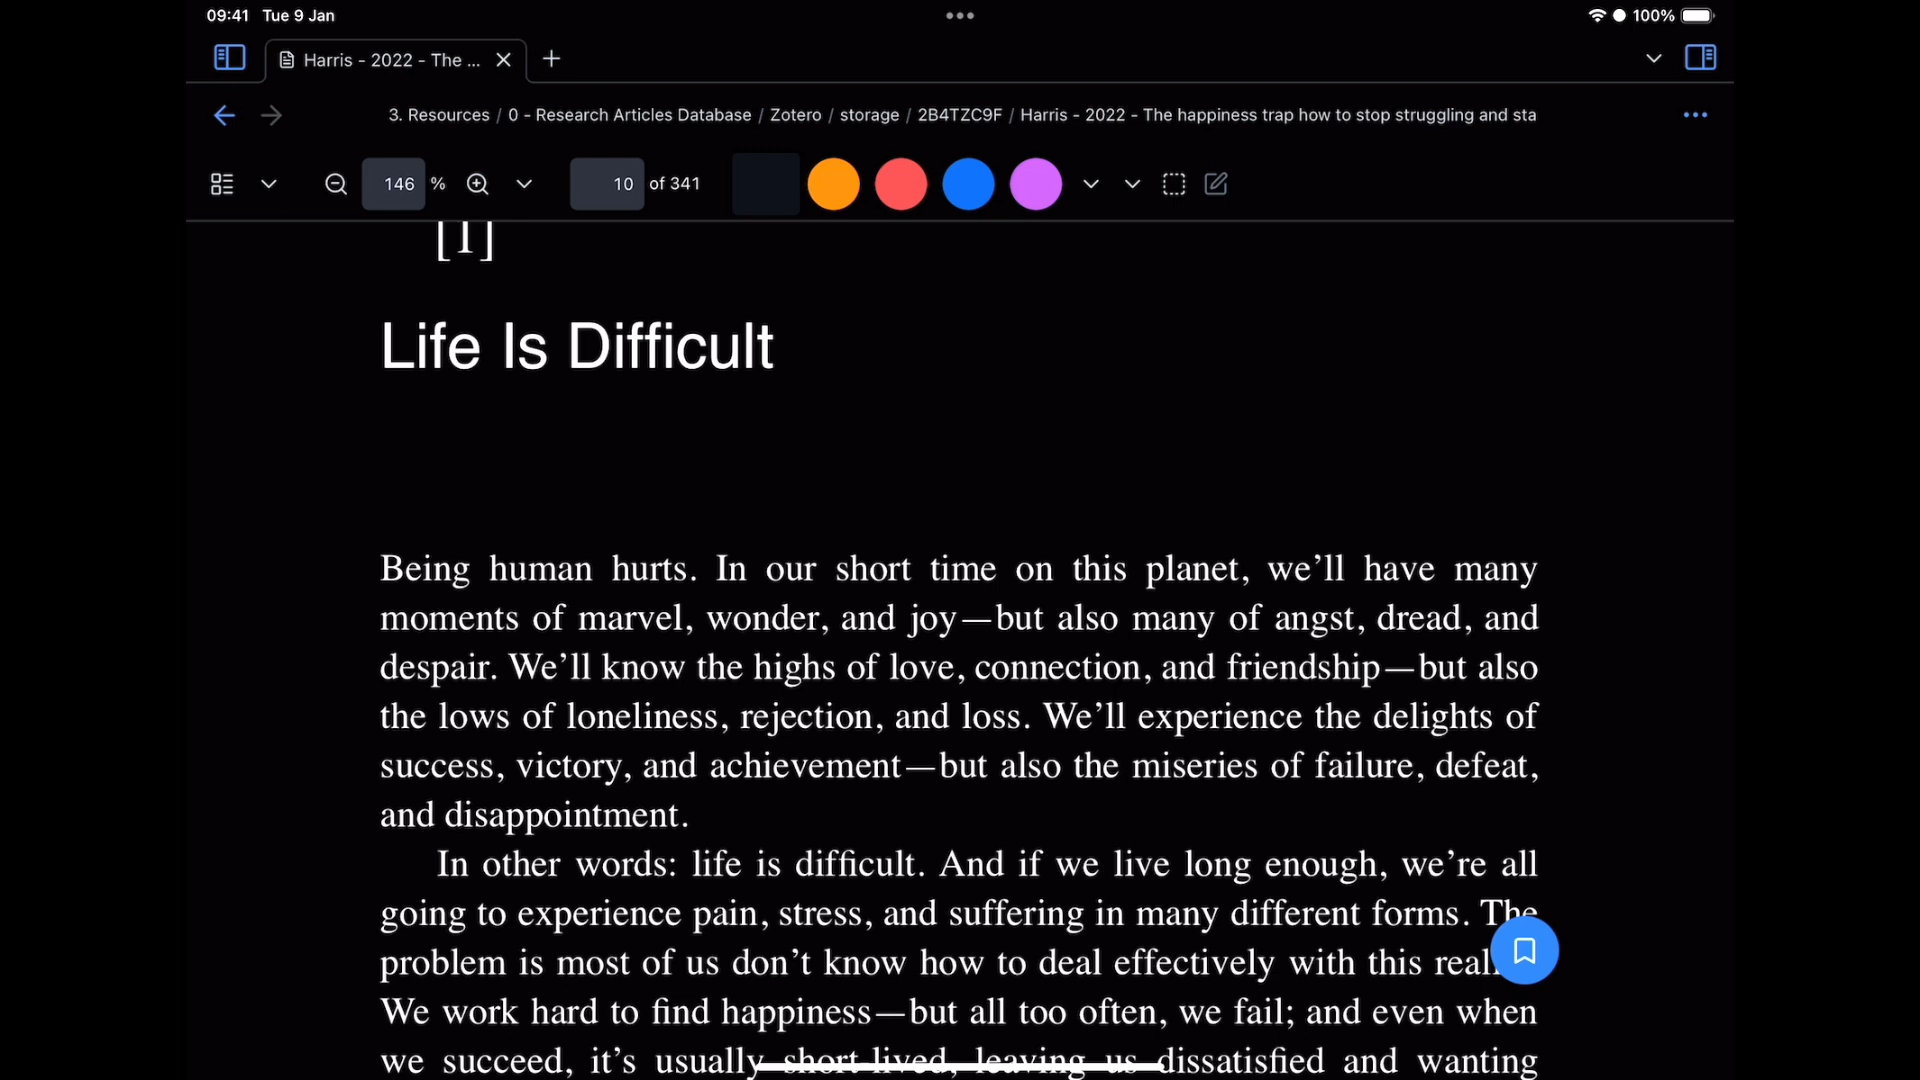 09:41 Tue 9 Jan
100%
Harris - 2022 - The ...
3. Resources / 0 - Research Articles Database / Zotero / storage / 2B4TZC9F / Harris - 2022 - The happiness trap how to stop struggling and sta
146 % 10 of 341
[1]
Life Is Difficult
Being human hurts. In our short time on this planet, we’ll have many
moments of marvel, wonder, and joy—but also many of angst, dread, and
despair. We’ll know the highs of love, connection, and friendship—but also
the lows of loneliness, rejection, and loss. We’ll experience the delights of
success, victory, and achievement—but also the miseries of failure, defeat,
and disappointment.
In other words: life is difficult. And if we live long enough, we’re all
going to experience pain, stress, and suffering in many different forms. The
problem is most of us don’t know how to deal effectively with this
We work hard to find happiness—but all too often, we fail; and even when
we succeed, it’s usually short-lived, leaving us dissatisfied and wanting